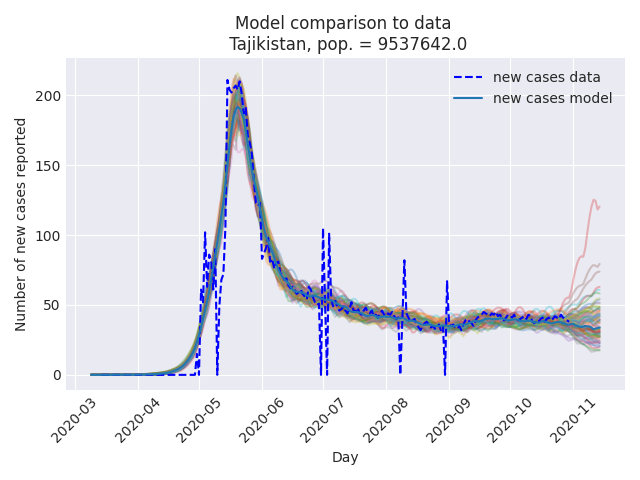 Model comparison to data
Tajikistan, pop. = 9537642.0
new cases data
new cases model
Number of new cases reported
200
150
100
50
0
2020-03
2020-04
2020-05
2020-06
2020-07
2020-08
2020-09
2020-10
2020-11
Day